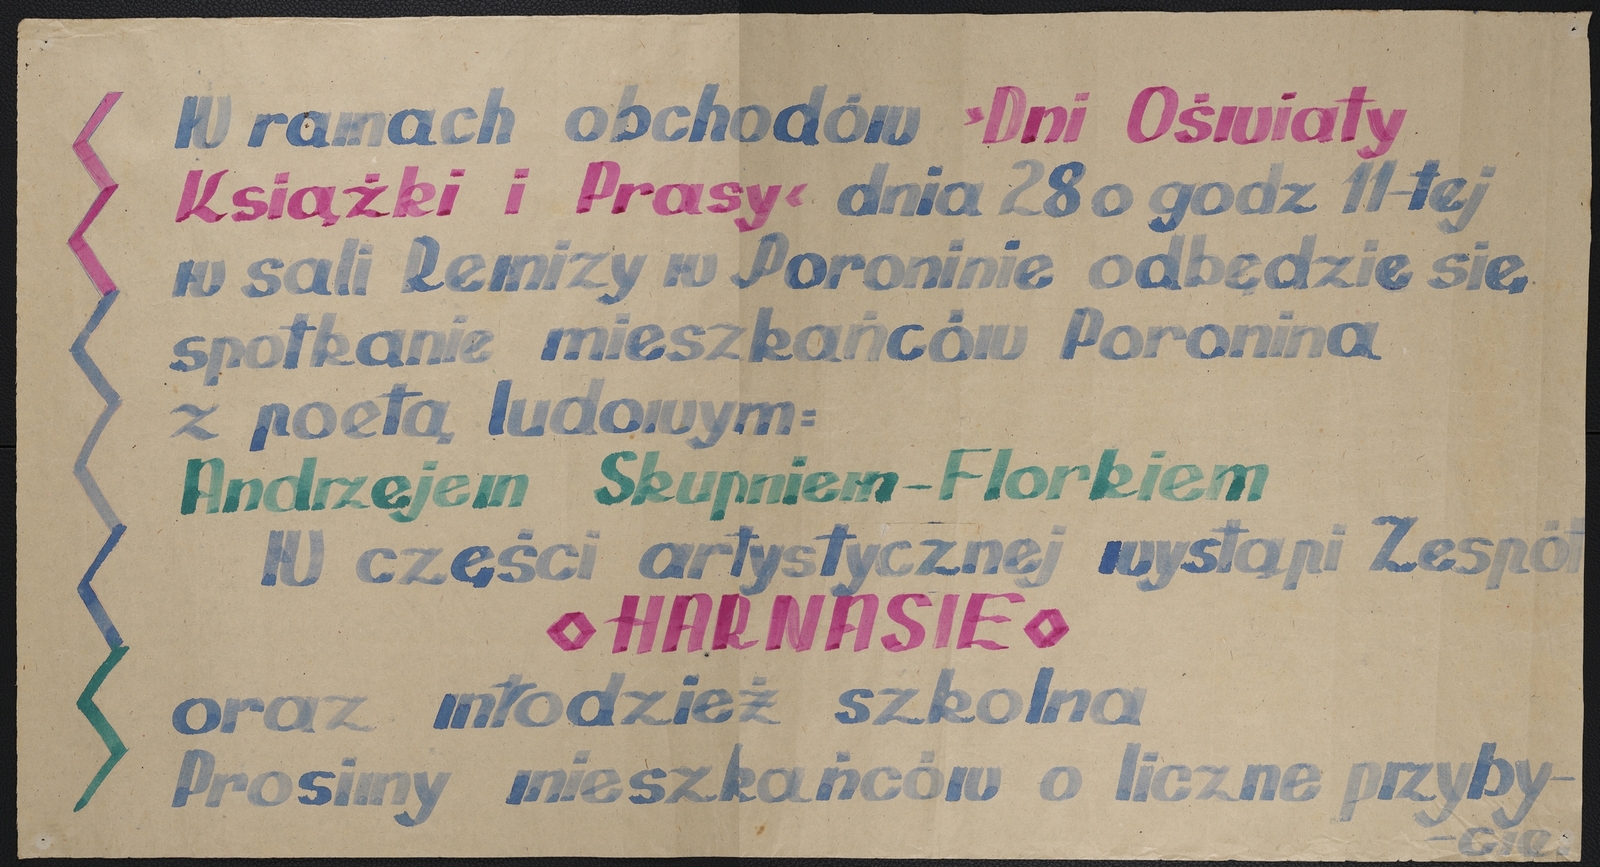 W ramach obchodów >Dni Oświaty
Książki i Prasy< dnia 28 o godz 11-tej
w sali Remizy w Poroninie odbędzie się
spotkanie mieszkańców Poronina
z poetą ludowym:
Andrzejem Skupniem-Florkiem
W części artystycznej wystąpi Zespół
HARNASIE
oraz młodzież szkolna
Prosimy mieszkańców o liczne przyby-
-cie.